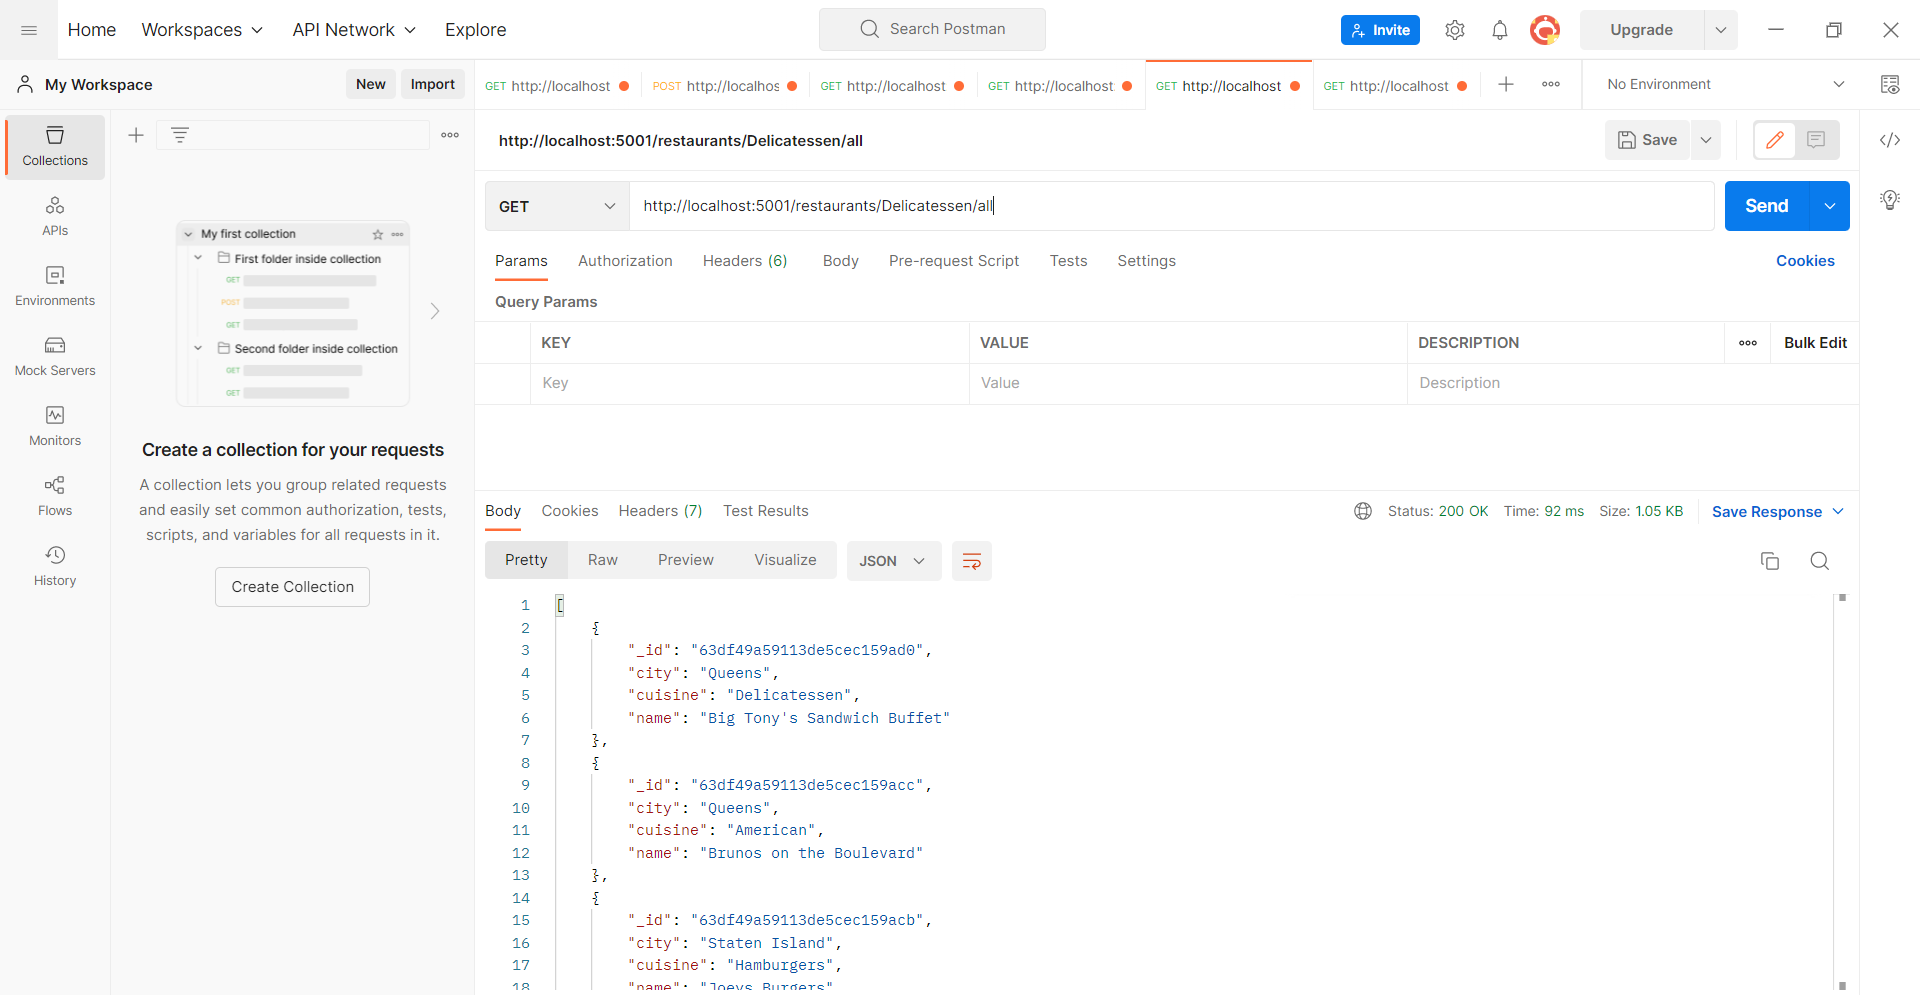 Home Workspaces API Network Explore Search Postman Invite Upgrade
My Workspace New Import
GET http://localhost POST http://localhos GET http://localhost GET http://localhost: GET http://localhost GET http://localhost No Environment
http://localhost:5001/restaurants/Delicatessen/all Save
GET http://localhost:5001/restaurants/Delicatessen/all Send
Params Authorization Headers (6) Body Pre-request Script Tests Settings Cookies
Query Params
KEY VALUE DESCRIPTION Bulk Edit
Key Value Description
Collections
APIs
Environments
Mock Servers
Monitors
Flows
History
My first collection
First folder inside collection
GET
POST
GET
Second folder inside collection
GET
GET
Create a collection for your requests
A collection lets you group related requests
and easily set common authorization, tests,
scripts, and variables for all requests in it.
Create Collection
Body Cookies Headers (7) Test Results Status: 200 OK Time: 92 ms Size: 1.05 KB Save Response
Pretty Raw Preview Visualize JSON
1 [
2 {
3 "_id": "63df49a59113de5cec159ad0",
4 "city": "Queens",
5 "cuisine": "Delicatessen",
6 "name": "Big Tony's Sandwich Buffet"
7 },
8 {
9 "_id": "63df49a59113de5cec159acc",
10 "city": "Queens",
11 "cuisine": "American",
12 "name": "Brunos on the Boulevard"
13 },
14 {
15 "_id": "63df49a59113de5cec159acb",
16 "city": "Staten Island",
17 "cuisine": "Hamburgers",
18 "name": "Joeys Burgers"